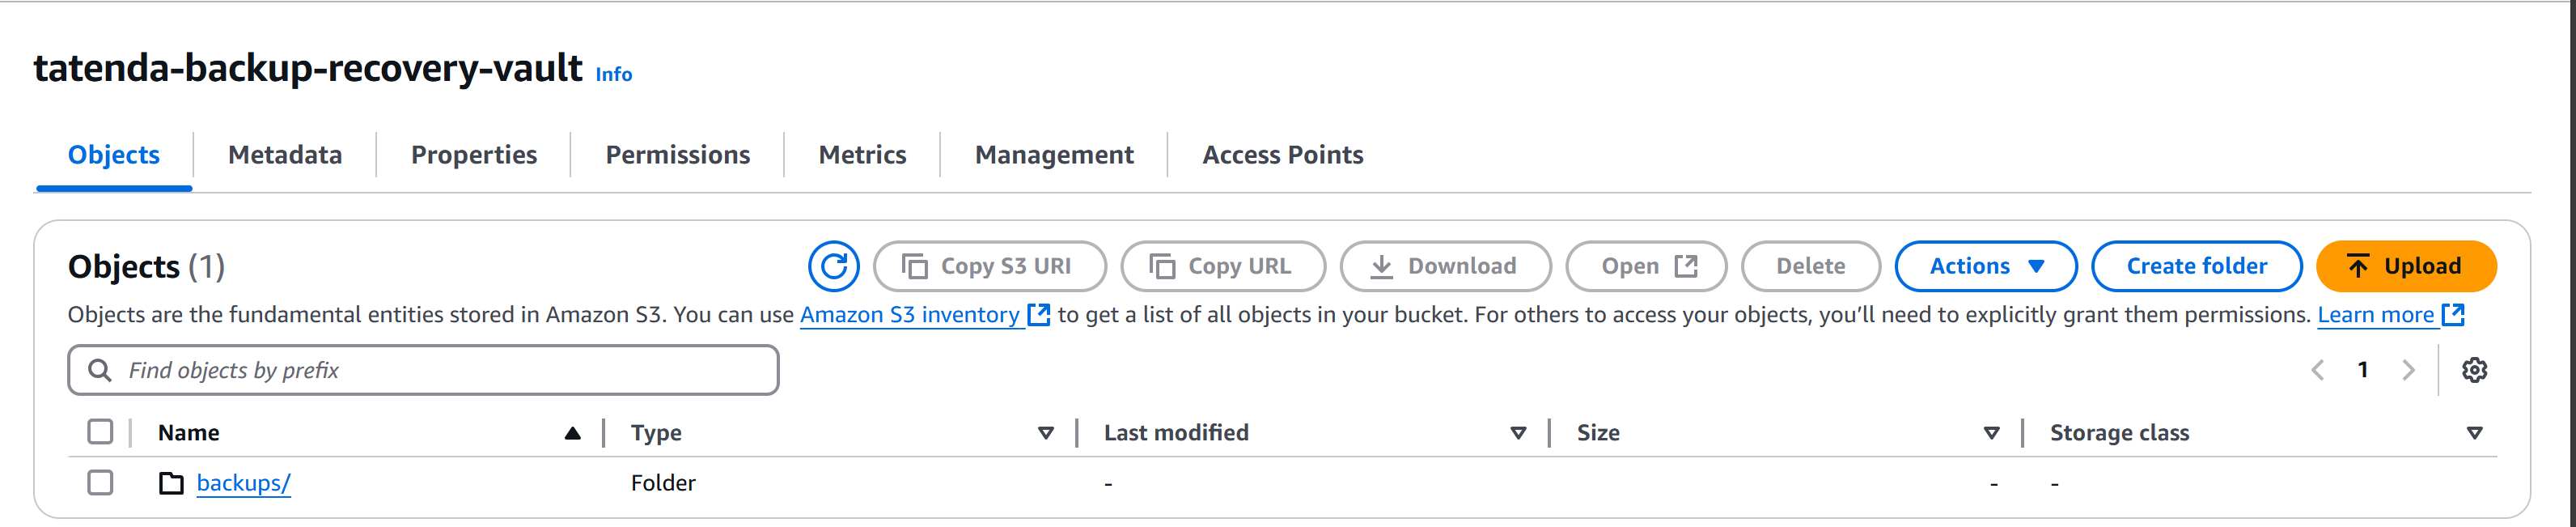 tatenda-backup-recovery-vault Info
Objects Metadata Properties Permissions Metrics Management Access Points
Objects (1) Copy S3 URI Copy URL Download Open Delete Actions Create folder Upload
Objects are the fundamental entities stored in Amazon S3. You can use Amazon S3 inventory to get a list of all objects in your bucket. For others to access your objects, you’ll need to explicitly grant them permissions. Learn more
Find objects by prefix 1
Name Type Last modified Size Storage class
backups/ Folder - - -